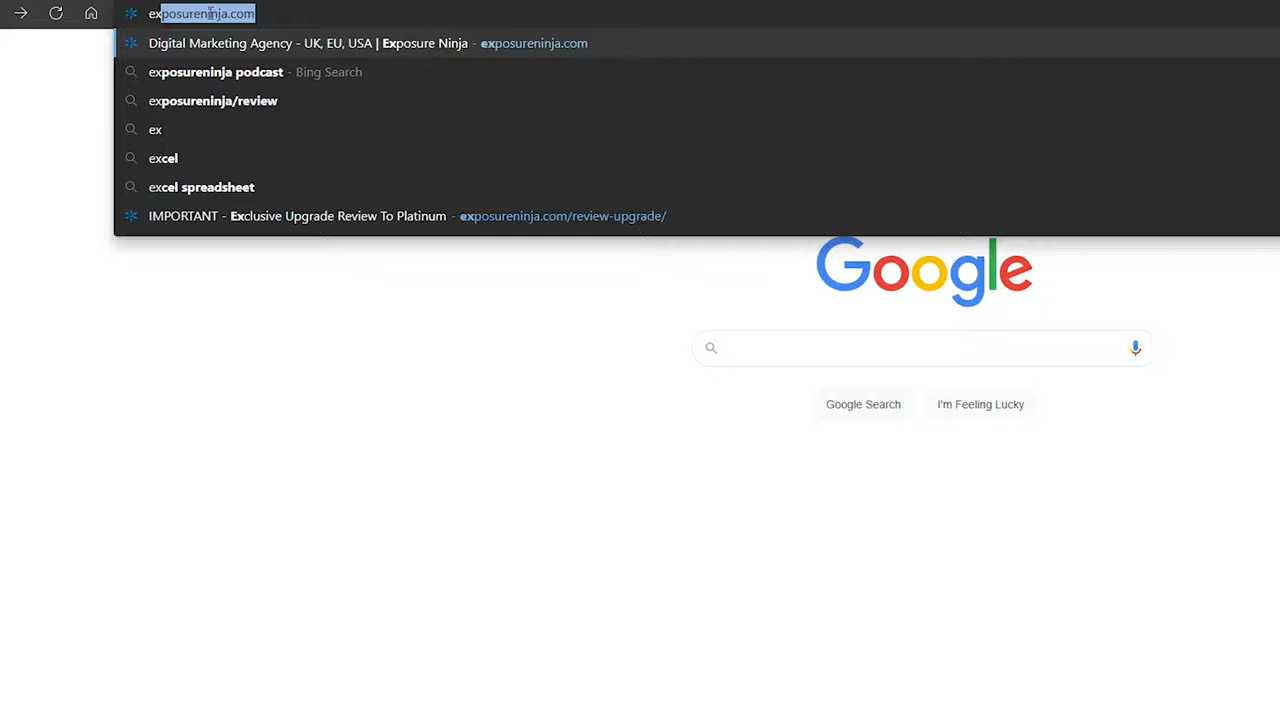 exposureninja.com
Digital Marketing Agency - UK, EU, USA | Exposure Ninja - exposureninja.com
exposureninja podcast - Bing Search
exposureninja/review
ex
excel
excel spreadsheet
IMPORTANT - Exclusive Upgrade Review To Platinum - exposureninja.com/review-upgrade/
Google
Google Search
I'm Feeling Lucky